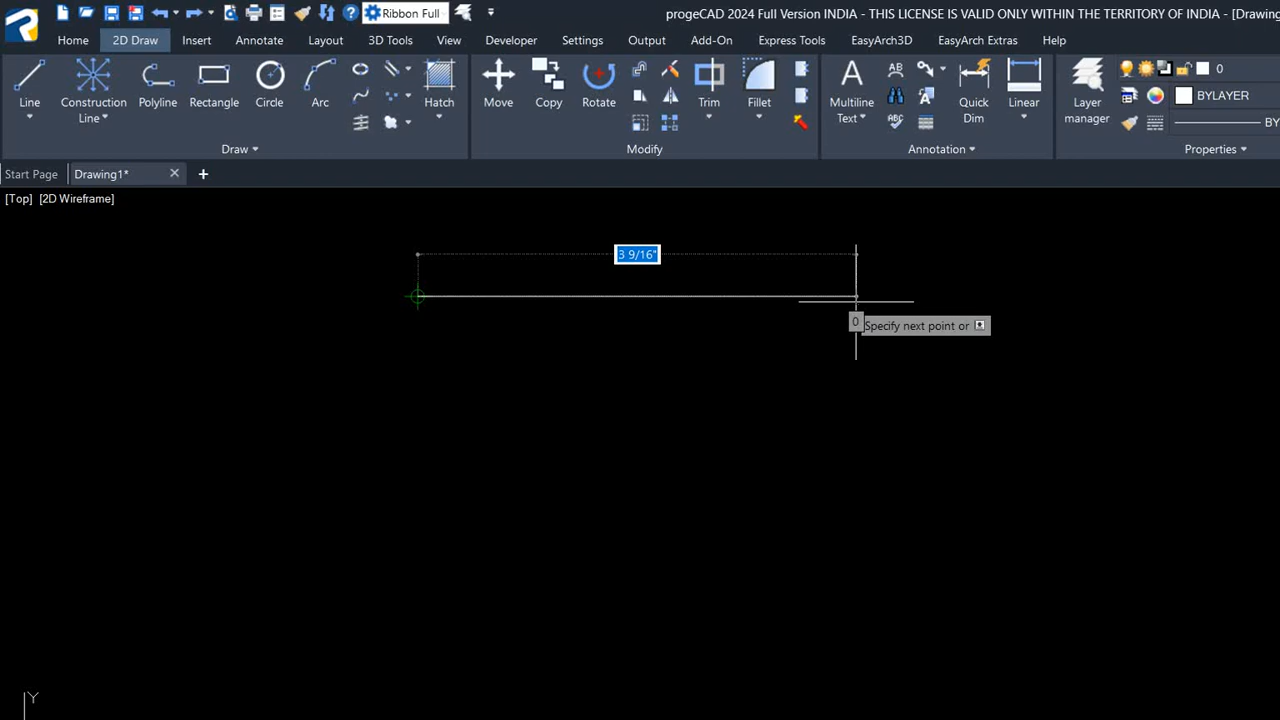 Ribbon Full
progeCAD 2024 Full Version INDIA - THIS LICENSE IS VALID ONLY WITHIN THE TERRITORY OF INDIA - [Drawing
Home 2D Draw Insert Annotate Layout 3D Tools View Developer Settings Output Add-On Express Tools EasyArch3D EasyArch Extras Help
Line
Construction
Line
Polyline
Rectangle
Circle
Arc
Hatch
Draw
Move
Copy
Rotate
Trim
Fillet
Modify
A
Multiline
Text
AB
A
ABC
Quick
Dim
Linear
Annotation
Layer
manager
0
BYLAYER
BY
Properties
Start Page
Drawing1*
[Top] [2D Wireframe]
3 9/16"
0
Specify next point or
Y